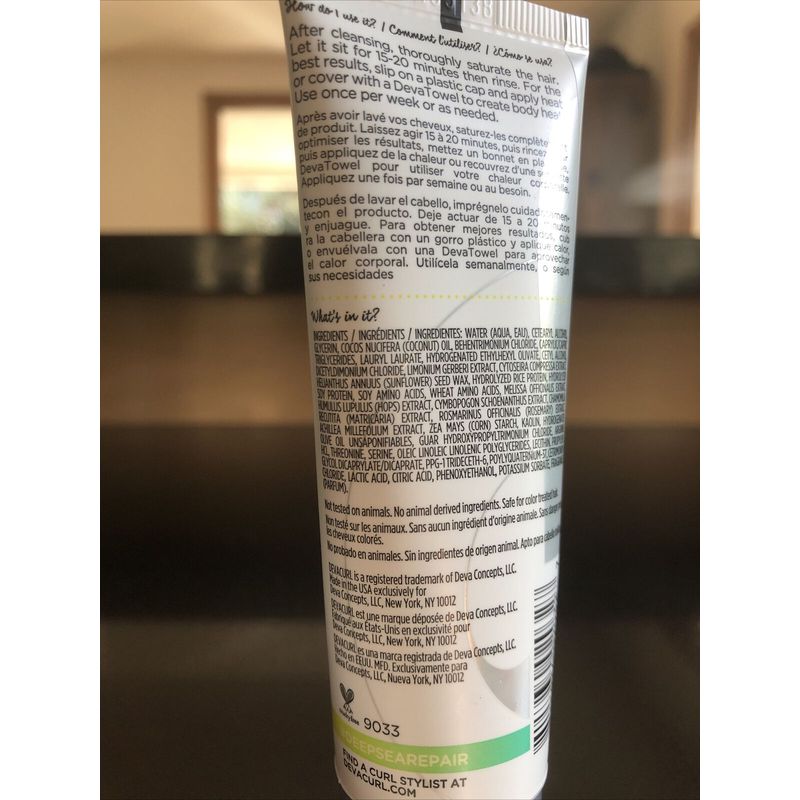 38
How do I use it? / Comment l'utiliser? / ¿Cómo se usa?
After cleansing, thoroughly saturate the hair.
Let it sit for 15-20 minutes then rinse. For the
best results, slip on a plastic cap and apply heat
or cover with a DevaTowel to create body heat
Use once per week or as needed.
Après avoir lavé vos cheveux, saturez-les
de produit. Laissez agir 15 à 20 minutes, puis rincez
optimiser les résultats, mettez un bonnet en
puis appliquez de la chaleur ou recouvrez d'une
DevaTowel pour utiliser votre chaleur
Appliquez une fois par semaine ou au besoin.
Después de lavar el cabello, imprégnelo
tecon el producto. Deje actuar de 15 a 20 minutos
y enjuague. Para obtener mejores resultados, cub
ra la cabellera con un gorro plástico y aplique calor,
o envuélvala con una DevaTowel para aprovechar
el calor corporal. Utilícela semanalmente, o según
sus necesidades
What's in it?
INGREDIENTS / INGRÉDIENTS / INGREDIENTES: WATER (AQUA, EAU), CETEARYL ALCOHOL,
GLYCERIN, COCOS NUCIFERA (COCONUT) OIL, BEHENTRIMONIUM CHLORIDE,
TRIGLYCERIDES, LAURYL LAURATE, HYDROGENATED ETHYLHEXYL OLIVATE, CETYL ALCOHOL,
DICETYLDIMONIUM CHLORIDE, LIMONIUM GERBERI EXTRACT, CYTOSEIRA COMPRESSA EXTRACT,
HELIANTHUS ANNUUS (SUNFLOWER) SEED WAX, HYDROLYZED RICE PROTEIN,
SOY PROTEIN, SOY AMINO ACIDS, WHEAT AMINO ACIDS, MELISSA OFFICINALIS EXTRACT,
HUMULUS LUPULUS (HOPS) EXTRACT, CYMBOPOGON SCHOENANTHUS EXTRACT,
RECUTITA (MATRICARIA) EXTRACT, ROSMARINUS OFFICINALIS (ROSEMARY) EXTRACT,
ACHILLEA MILLEFOLIUM EXTRACT, ZEA MAYS (CORN) STARCH, KAOLIN,
OLIVE OIL UNSAPONIFIABLES, GUAR HYDROXYPROPYLTRIMONIUM CHLORIDE,
HCL, THREONINE, SERINE, OLEIC LINOLEIC LINOLENIC POLYGLYCERIDES, LECITHIN,
GLYCOL DICAPRYLATE/DICAPRATE, PPG-1 TRIDECETH-6,
CHLORIDE, LACTIC ACID, CITRIC ACID, PHENOXYETHANOL, POTASSIUM SORBATE,
(PARFUM).
Not tested on animals. No animal derived ingredients. Safe for color treated hair.
Non testé sur les animaux. Sans aucun ingrédient d'origine animale. Sans danger
les cheveux colorés.
No probado en animales. Sin ingredientes de origen animal. Apto para cabello
DEVACURL is a registered trademark of Deva Concepts, LLC.
Made in the USA exclusively for
Deva Concepts, LLC, New York, NY 10012
DEVACURL est une marque déposée de Deva Concepts, LLC.
Fabriqué aux États-Unis en exclusivité pour
Deva Concepts, LLC, New York, NY 10012
DEVACURL es una marca registrada de Deva Concepts, LLC.
Hecho en EEUU. MFD. Exclusivamente para
Deva Concepts, LLC, Nueva York, NY 10012
cruelty free
9033
#DEEPSEAREPAIR
FIND A CURL STYLIST AT
DEVACURL.COM